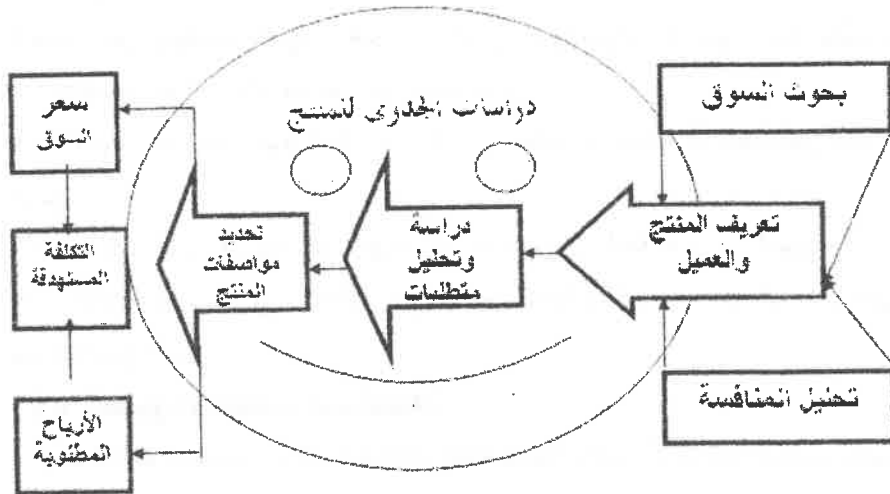 دراسات الجدوى للمنتج
بحوث السوق
تعريف المنتج
والعميل
تحليل المنافسة
دراسة
وتحليل
متطلبات
تحديد
مواصفات
المنتج
سعر
السوق
التكلفة
المستهدفة
الأرباح
المطلوبة